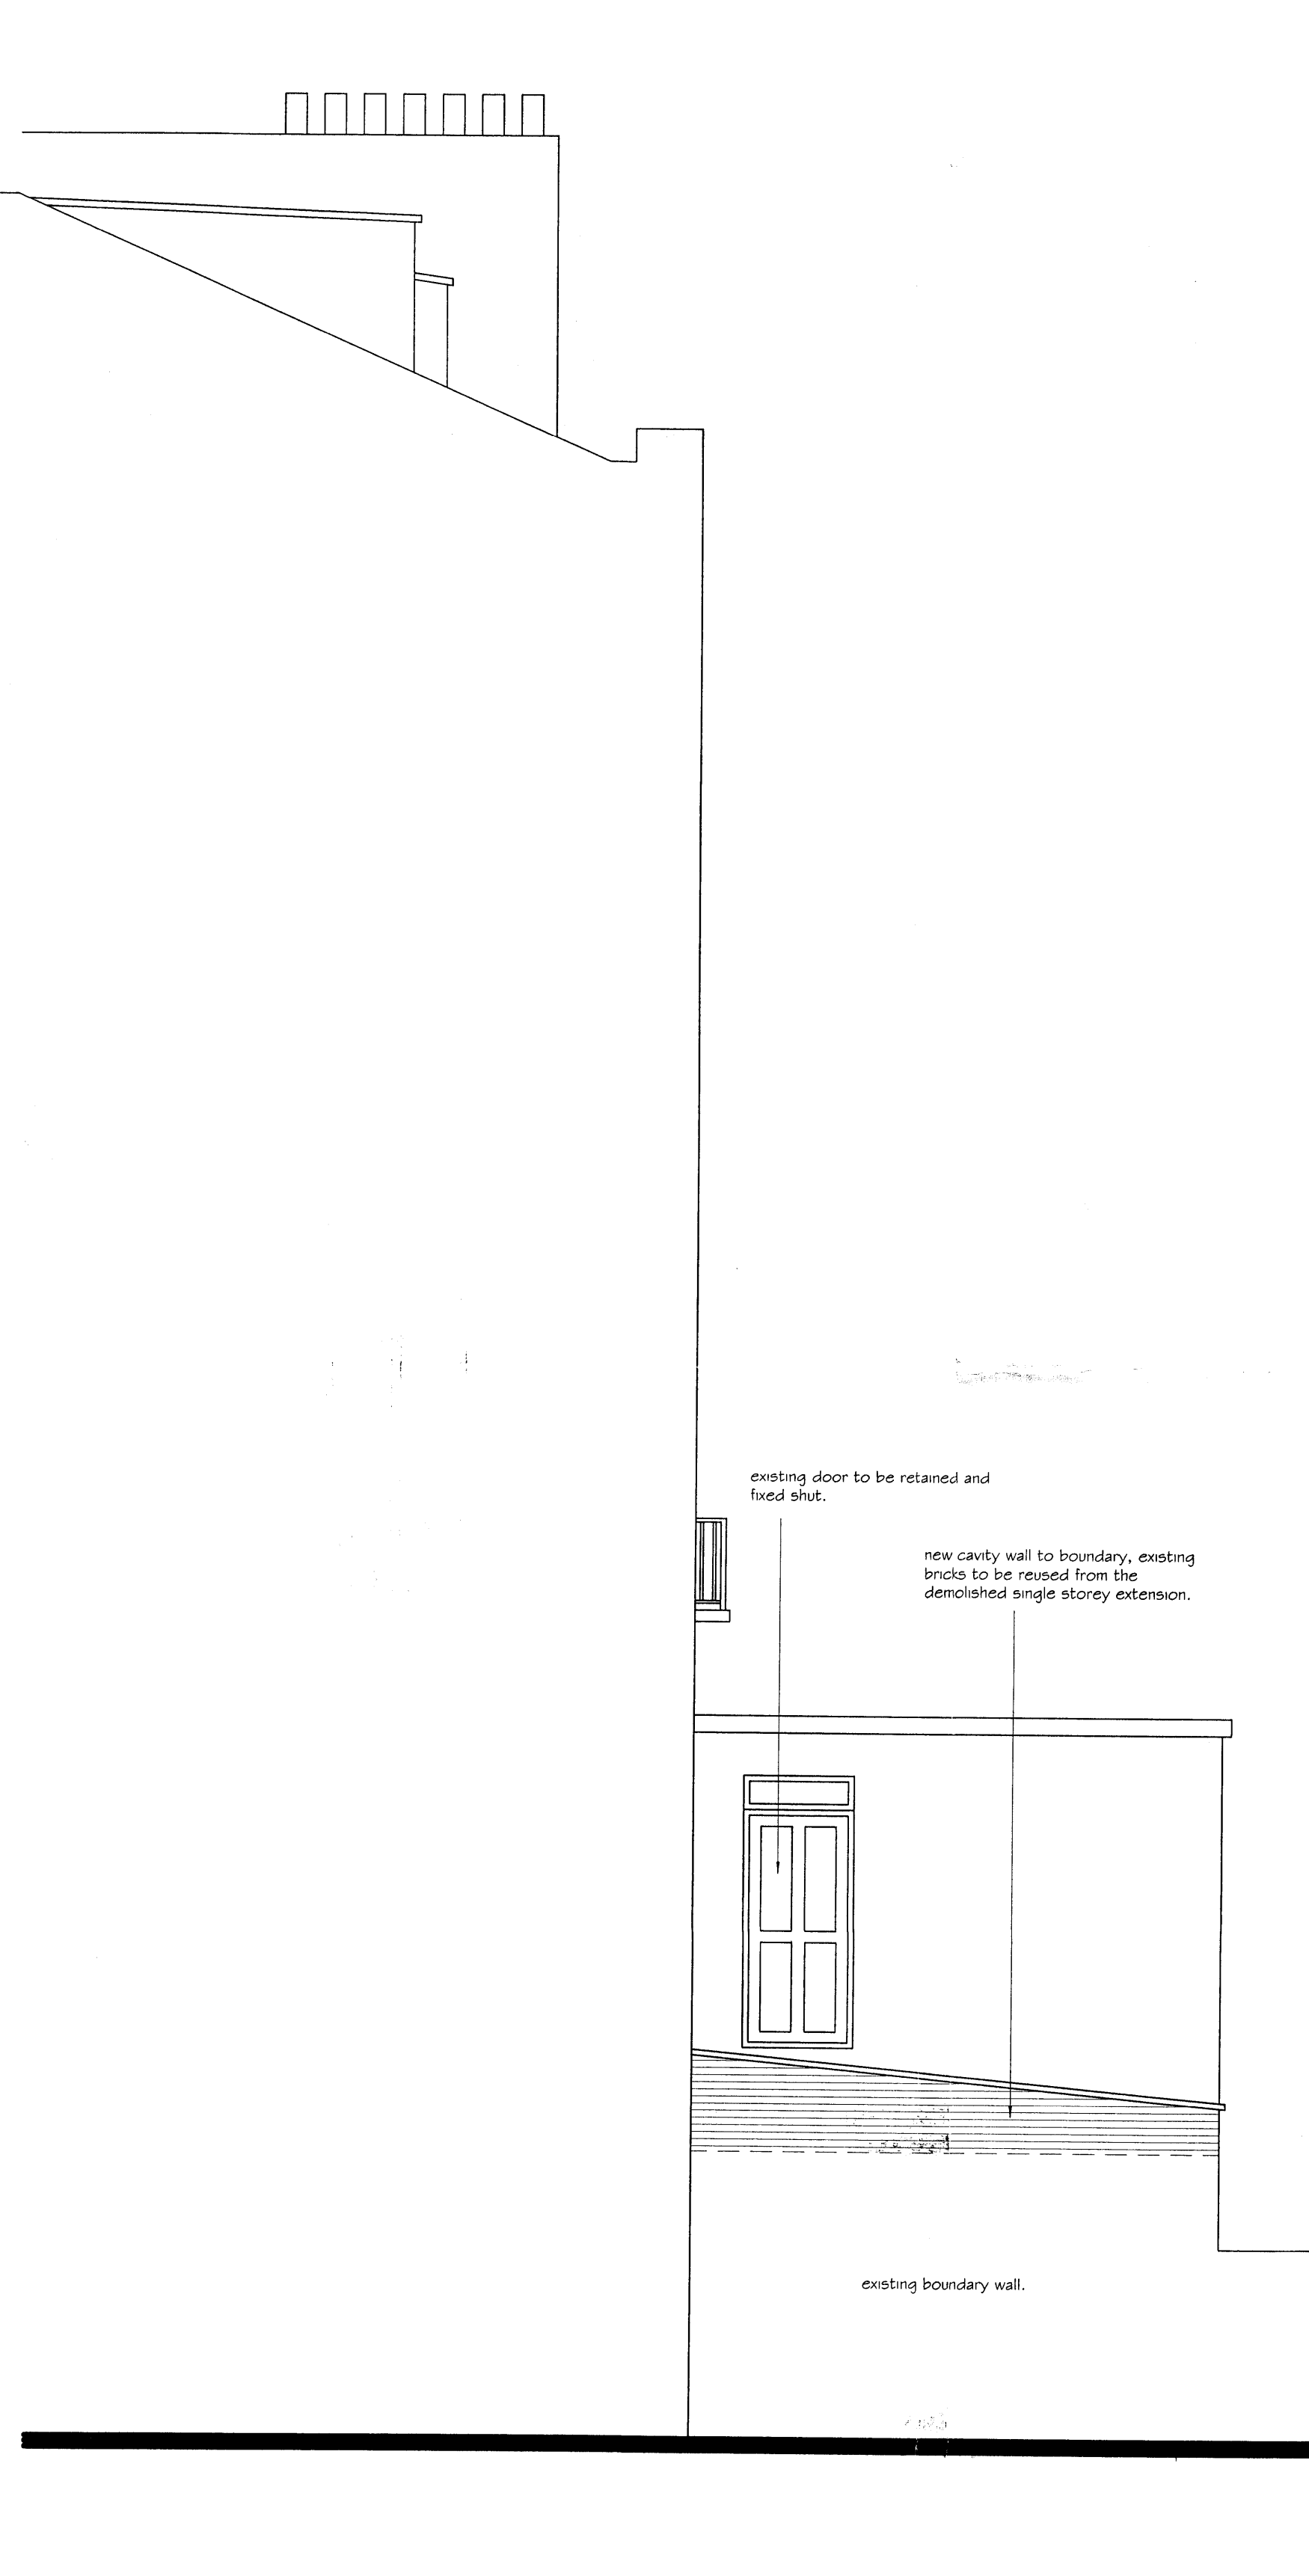 existing door to be retained and
fixed shut.
new cavity wall to boundary, existing
bricks to be reused from the
demolished single storey extension.
existing boundary wall.